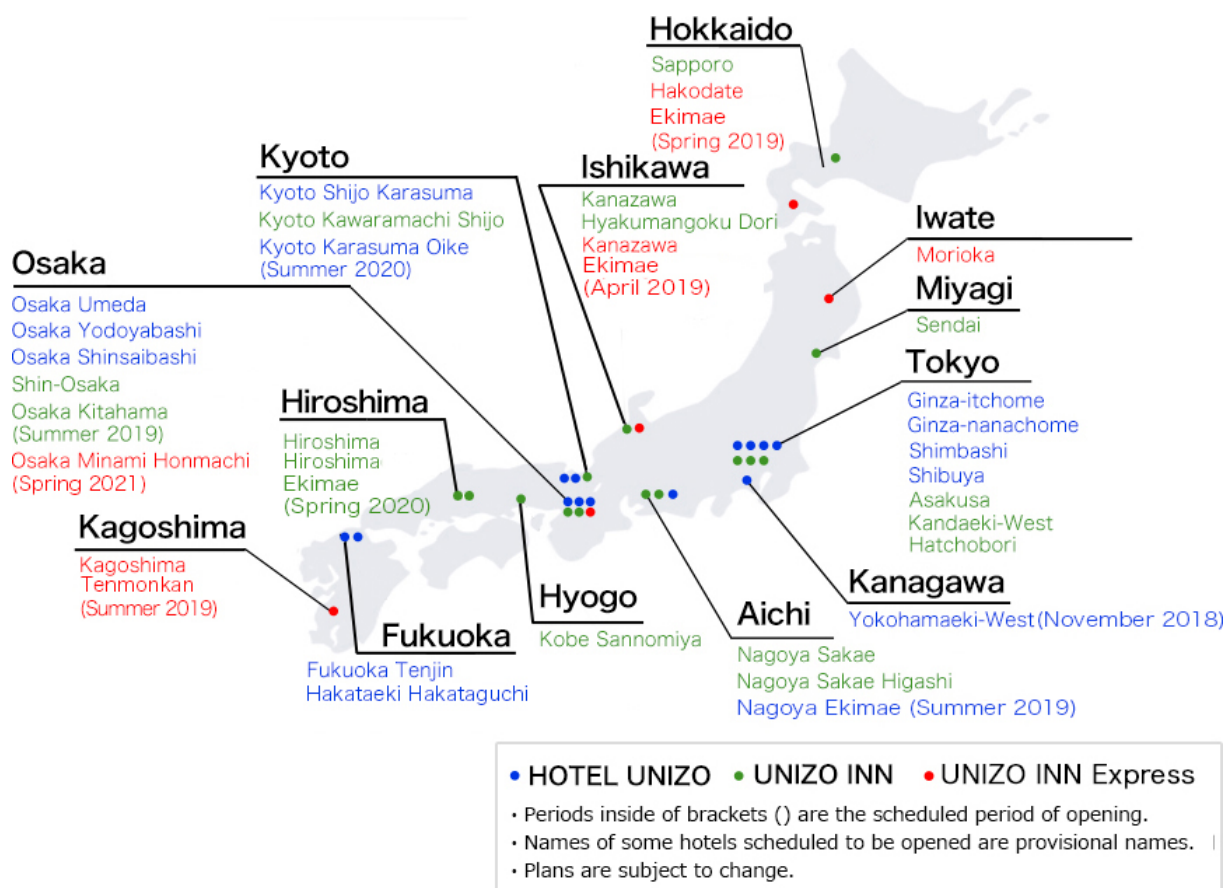 Hokkaido
Sapporo
Hakodate
Ekimae
(Spring 2019)
Kyoto
Kyoto Shijo Karasuma
Kyoto Kawaramachi Shijo
Kyoto Karasuma Oike
(Summer 2020)
Ishikawa
Kanazawa
Hyakumangoku Dori
Kanazawa
Ekimae
(April 2019)
Iwate
Morioka
Miyagi
Sendai
Osaka
Osaka Umeda
Osaka Yodoyabashi
Osaka Shinsaibashi
Shin-Osaka
Osaka Kitahama
(Summer 2019)
Osaka Minami Honmachi
(Spring 2021)
Hiroshima
Hiroshima
Hiroshima
Ekimae
(Spring 2020)
Tokyo
Ginza-itchome
Ginza-nanachome
Shimbashi
Shibuya
Asakusa
Kandaeki-West
Hatchobori
Kagoshima
Kagoshima
Tenmonkan
(Summer 2019)
Fukuoka
Fukuoka Tenjin
Hakataeki Hakataguchi
Hyogo
Kobe Sannomiya
Aichi
Nagoya Sakae
Nagoya Sakae Higashi
Nagoya Ekimae (Summer 2019)
Kanagawa
Yokohamaeki-West(November 2018)
• HOTEL UNIZO • UNIZO INN • UNIZO INN Express
・Periods inside of brackets () are the scheduled period of opening.
・Names of some hotels scheduled to be opened are provisional names.
・Plans are subject to change.